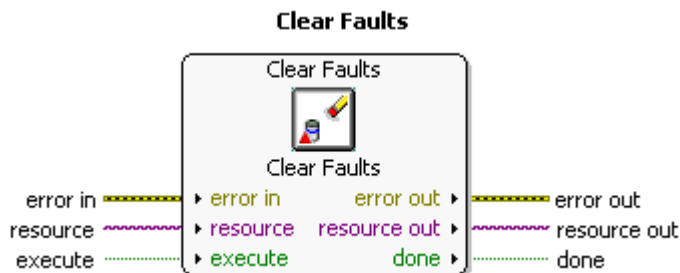 Clear Faults
Clear Faults
Clear Faults
error in error in error out error out
resource resource resource out resource out
execute execute done done